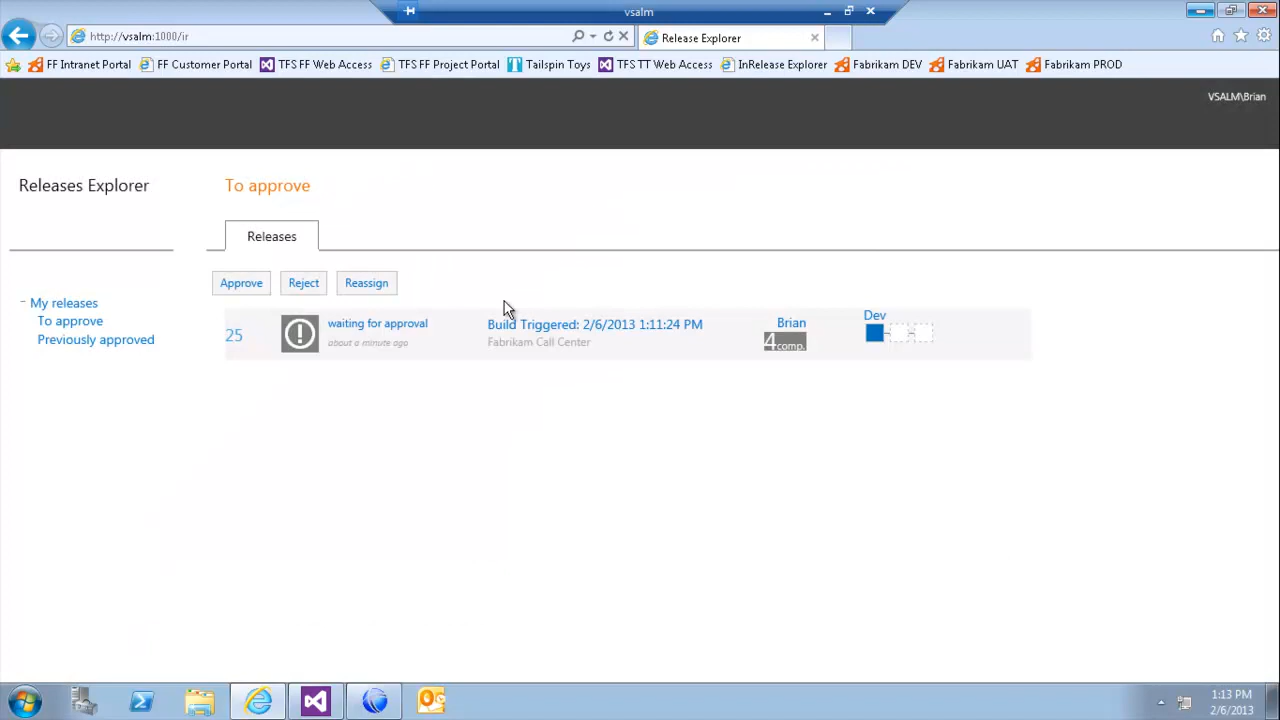 vsalm
http://vsalm:1000/ir
Release Explorer
FF Intranet Portal FF Customer Portal TFS FF Web Access TFS FF Project Portal Tailspin Toys TFS TT Web Access InRelease Explorer Fabrikam DEV Fabrikam UAT Fabrikam PROD
VSALM\Brian
Releases Explorer
To approve
Releases
Approve Reject Reassign
My releases
To approve
Previously approved
25
waiting for approval
about a minute ago
Build Triggered: 2/6/2013 1:11:24 PM
Fabrikam Call Center
Brian
4comp.
Dev
1:13 PM
2/6/2013